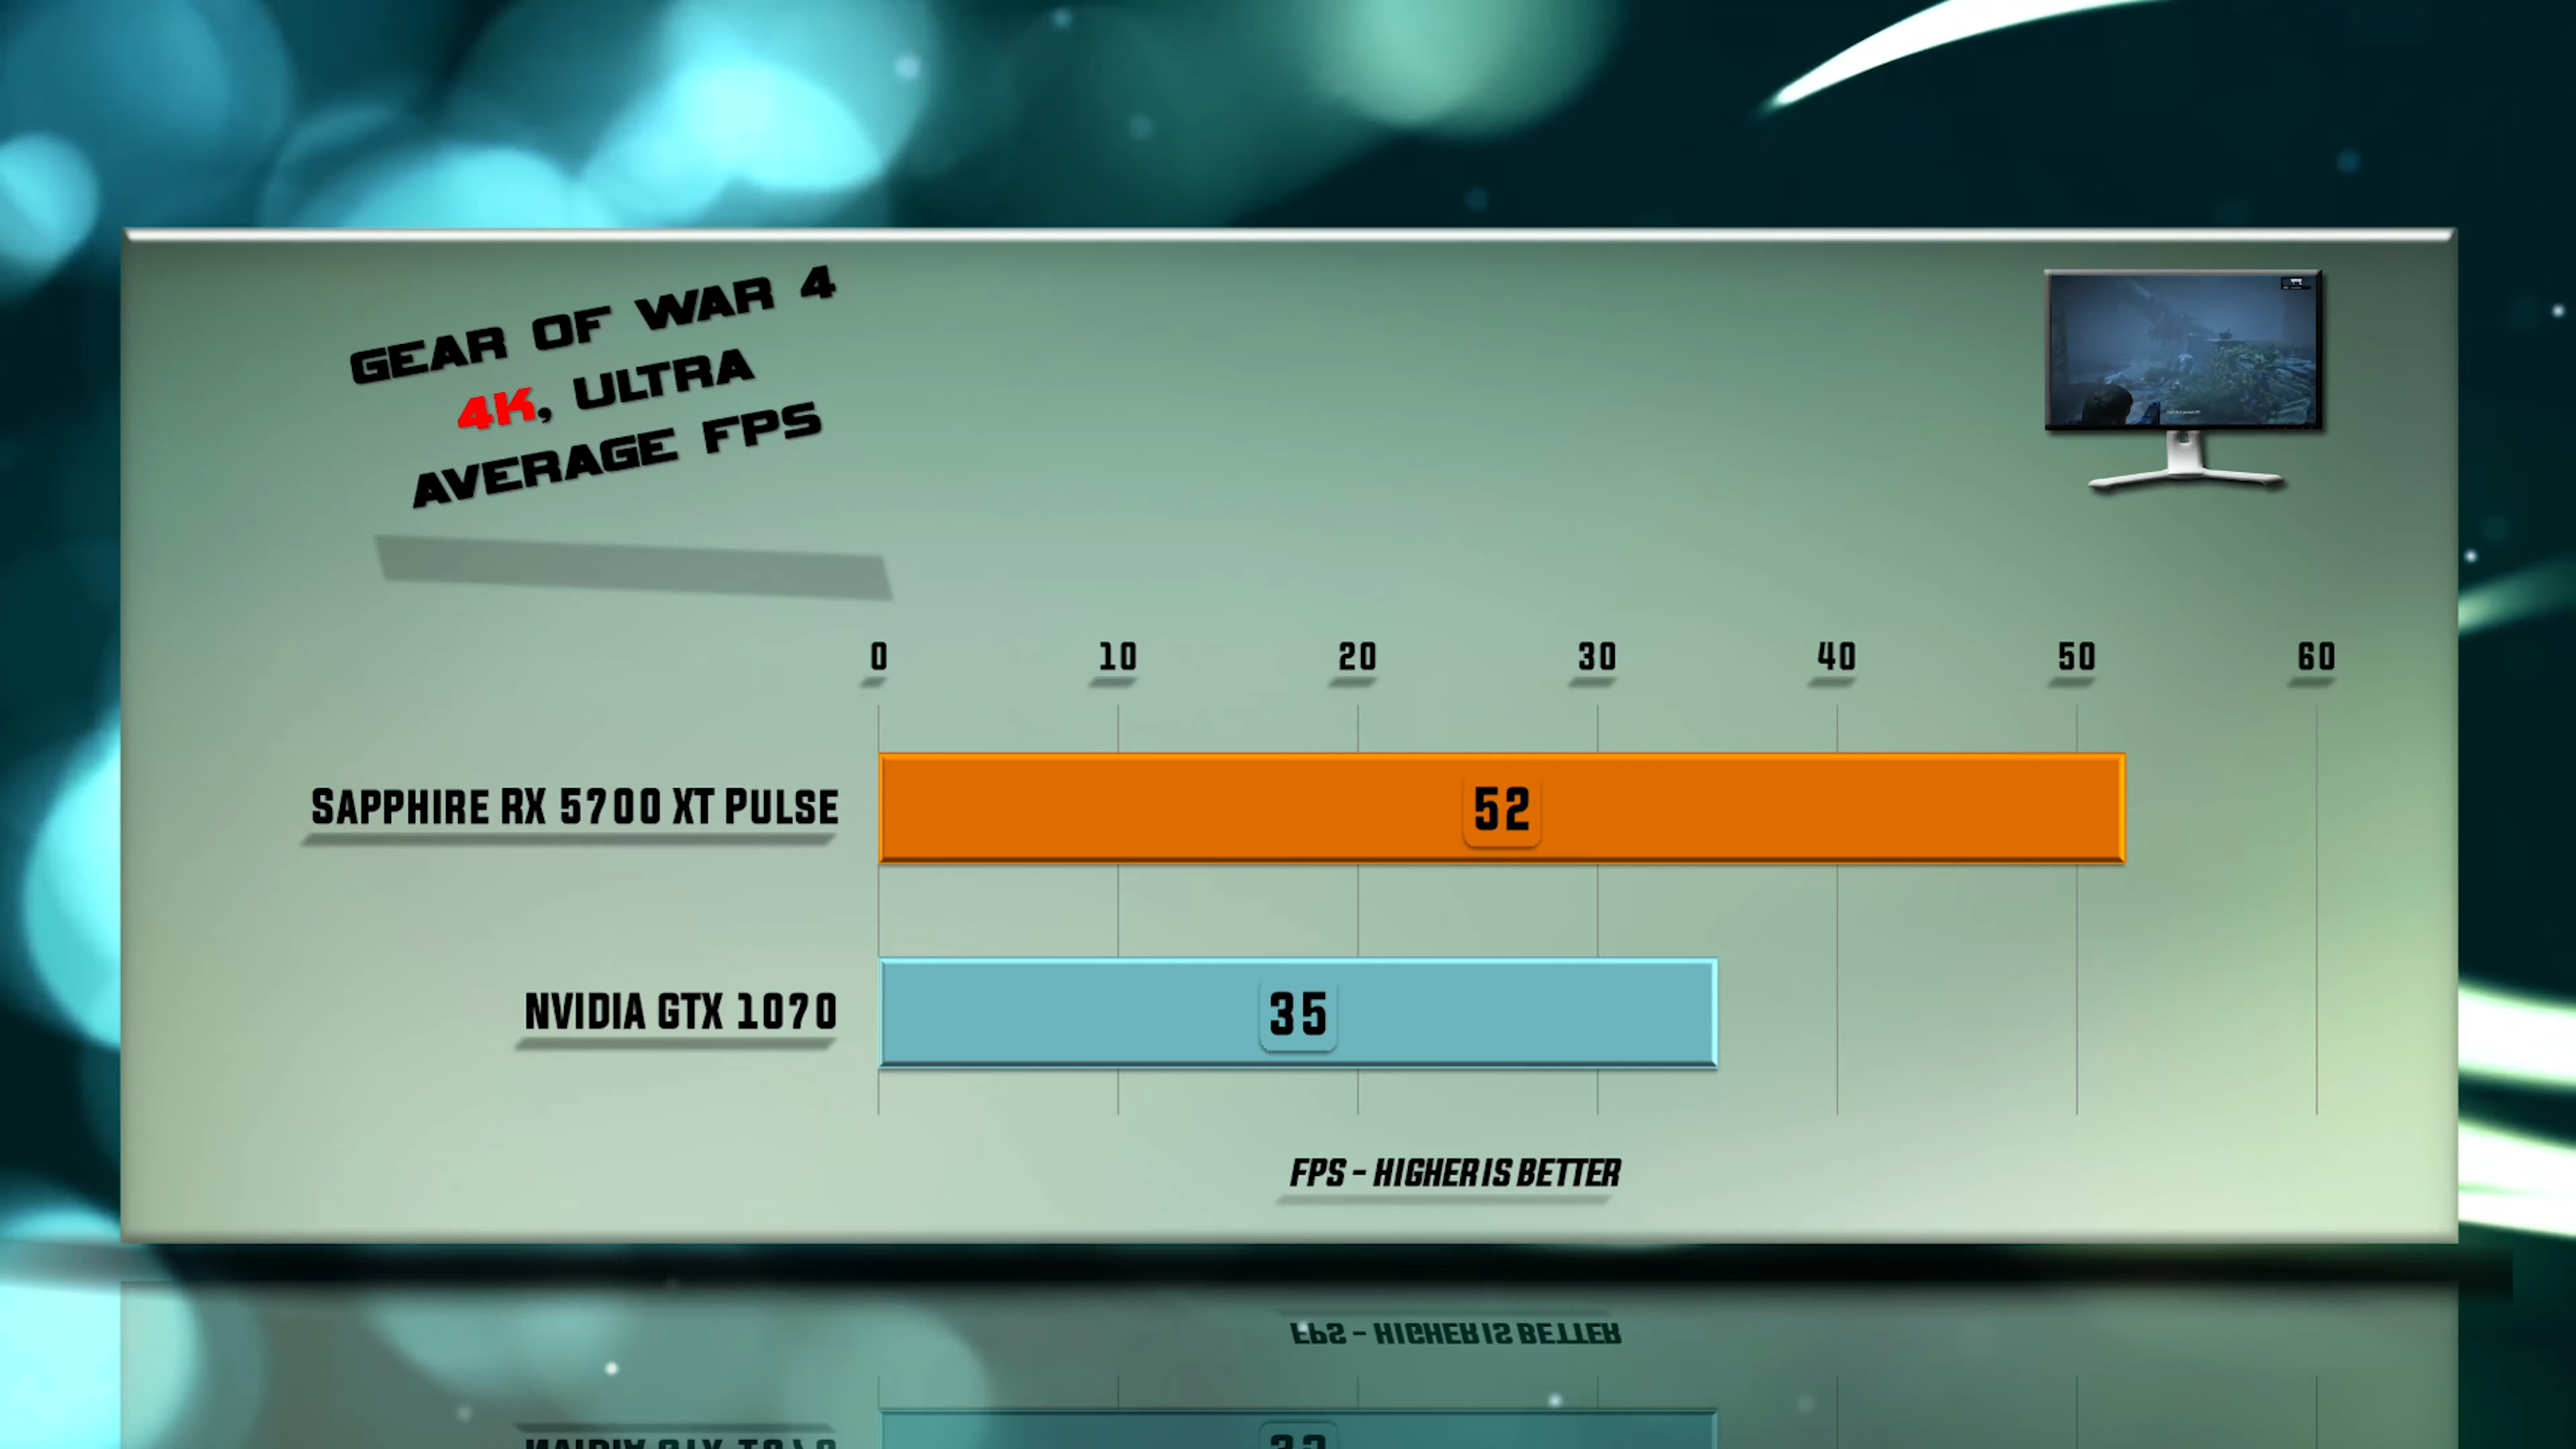 GEAR OF WAR 4
4K, ULTRA
AVERAGE FPS
0 10 20 30 40 50 60
SAPPHIRE RX 5700 XT PULSE
52
NVIDIA GTX 1070
35
FPS - HIGHER IS BETTER